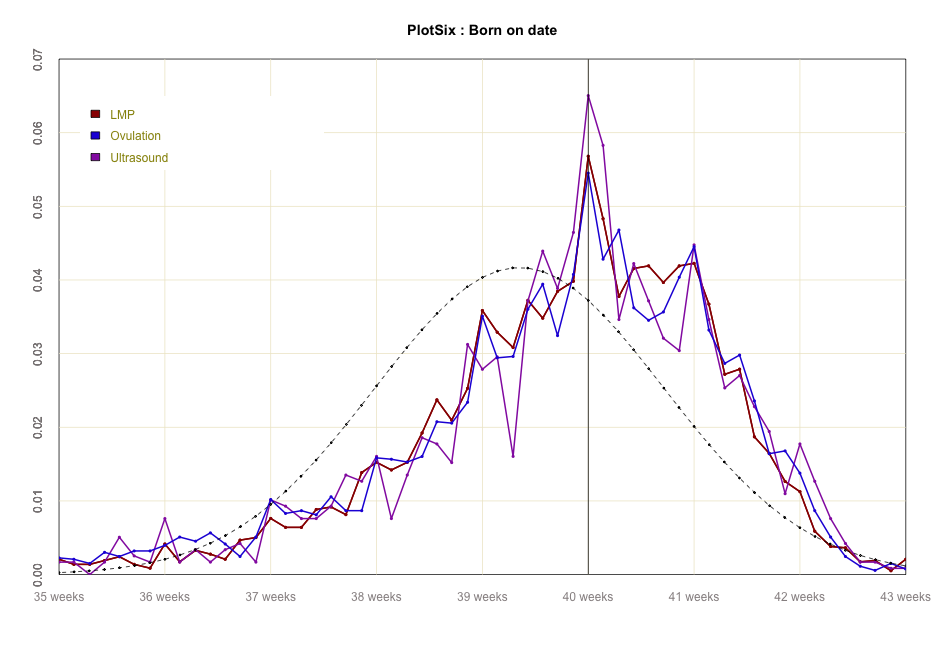 PlotSix : Born on date
0.07
0.06
0.05
0.04
0.03
0.02
0.01
0.00
LMP
Ovulation
Ultrasound
35 weeks 36 weeks 37 weeks 38 weeks 39 weeks 40 weeks 41 weeks 42 weeks 43 weeks